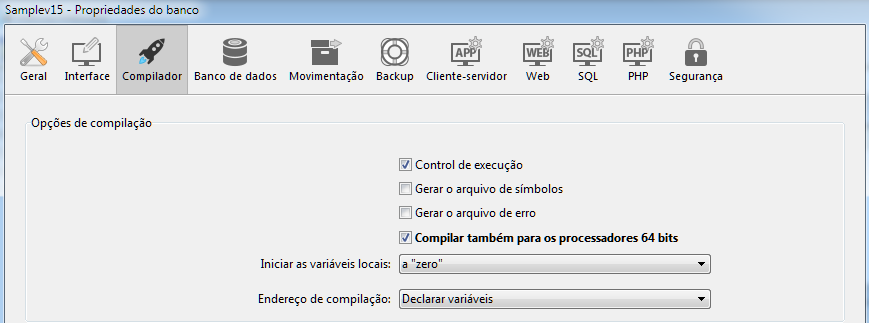 Samplev15 - Propriedades do banco
Geral Interface Compilador Banco de dados Movimentação Backup Cliente-servidor Web SQL PHP Segurança
APP WEB SQL PHP
Opções de compilação
Control de execução
Gerar o arquivo de símbolos
Gerar o arquivo de erro
Compilar também para os processadores 64 bits
Iniciar as variáveis locais: a "zero"
Endereço de compilação: Declarar variáveis